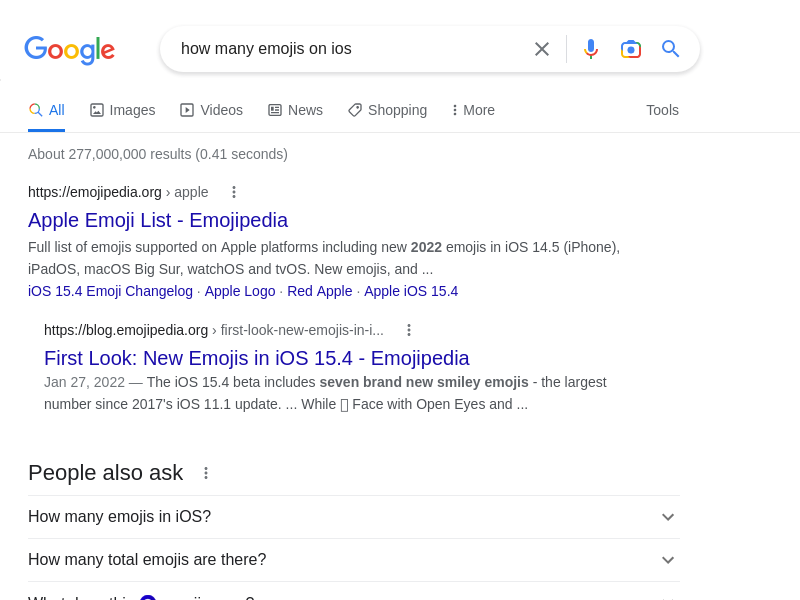 Google
how many emojis on ios
All Images Videos News Shopping More Tools
About 277,000,000 results (0.41 seconds)
https://emojipedia.org › apple
Apple Emoji List - Emojipedia
Full list of emojis supported on Apple platforms including new 2022 emojis in iOS 14.5 (iPhone),
iPadOS, macOS Big Sur, watchOS and tvOS. New emojis, and ...
iOS 15.4 Emoji Changelog · Apple Logo · Red Apple · Apple iOS 15.4
https://blog.emojipedia.org › first-look-new-emojis-in-i...
First Look: New Emojis in iOS 15.4 - Emojipedia
Jan 27, 2022 — The iOS 15.4 beta includes seven brand new smiley emojis - the largest
number since 2017's iOS 11.1 update. ... While Face with Open Eyes and ...
People also ask
How many emojis in iOS?
How many total emojis are there?